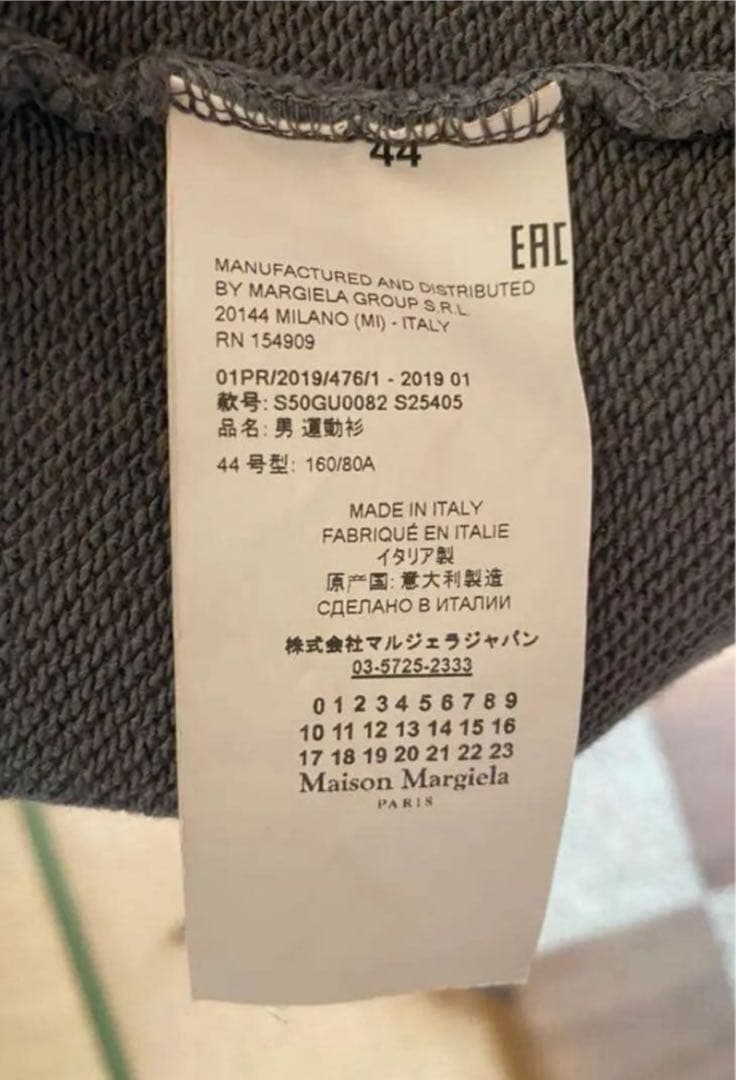 44
EAC
MANUFACTURED AND DISTRIBUTED
BY MARGIELA GROUP S.R.L.
20144 MILANO (MI) - ITALY
RN 154909
01PR/2019/476/1 - 2019 01
款号: S50GU0082 S25405
品名: 男 運動衫
44 号型: 160/80A
MADE IN ITALY
FABRIQUÉ EN ITALIE
イタリア製
原产国: 意大利製造
СДЕЛАНО В ИТАЛИИ
株式会社マルジェラジャパン
03-5725-2333
0 1 2 3 4 5 6 7 8 9
10 11 12 13 14 15 16
17 18 19 20 21 22 23
Maison Margiela
PARIS